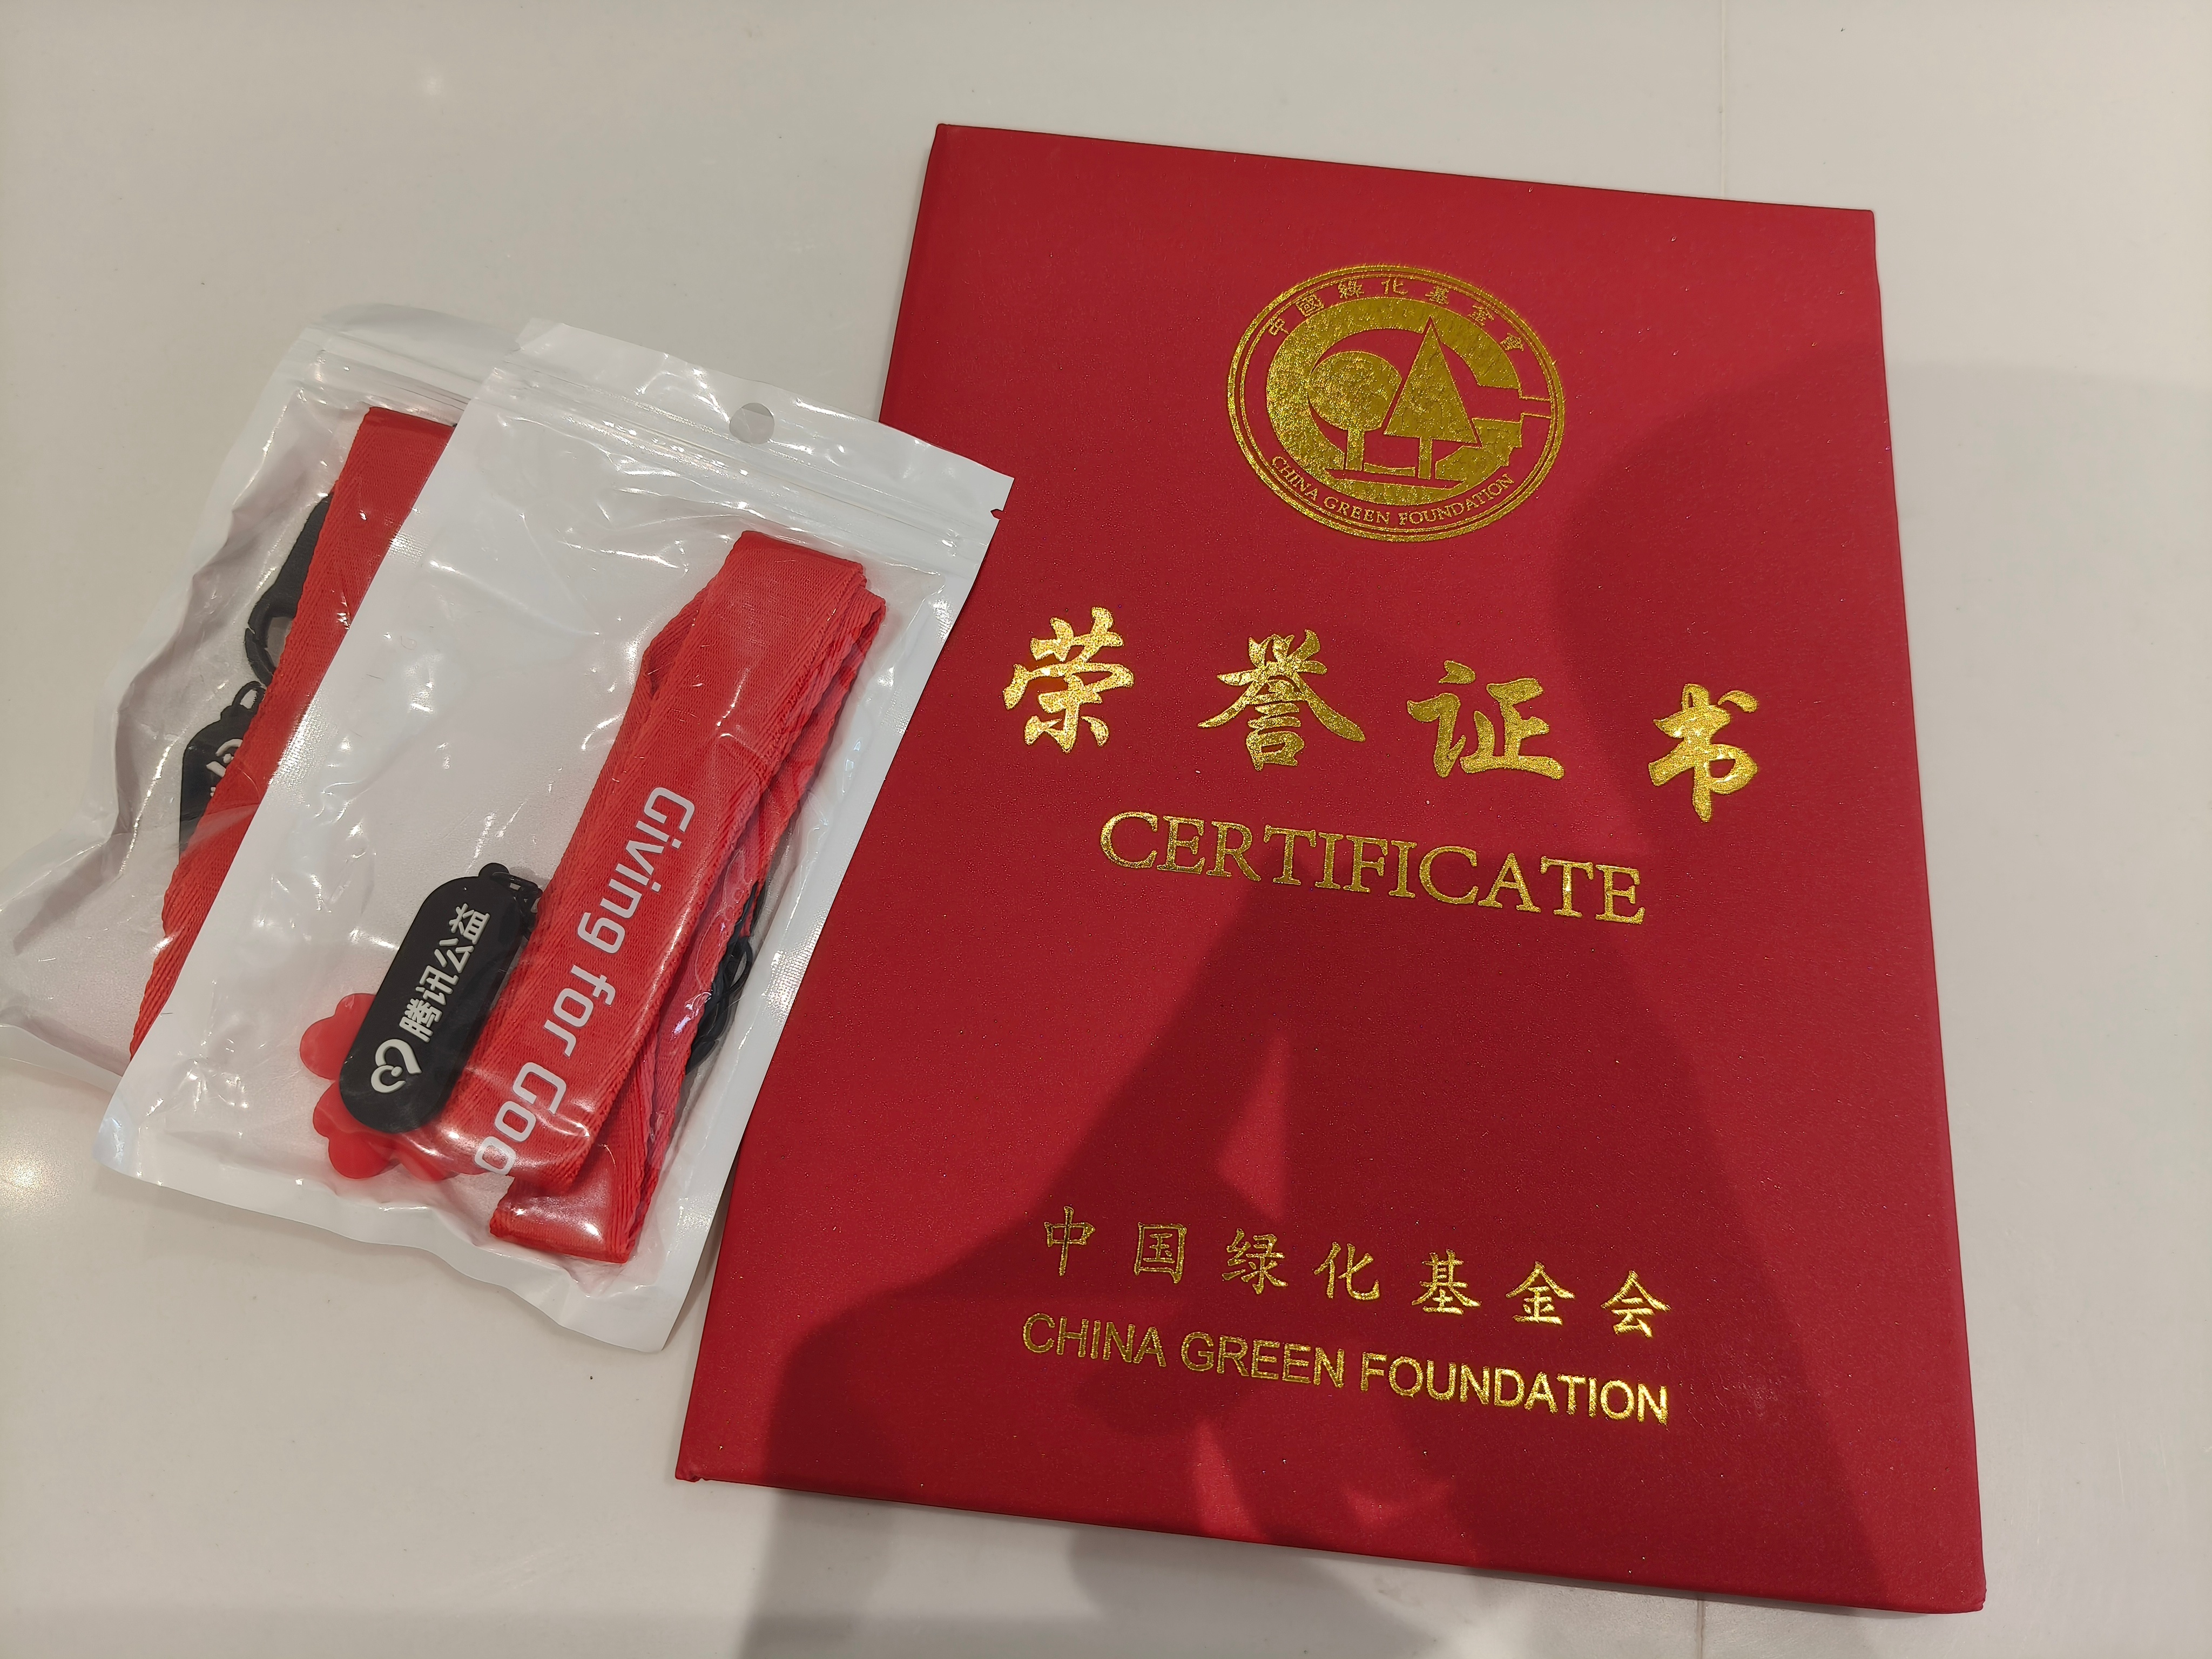 中國綠化基金會
CHINA GREEN FOUNDATION
荣誉证书
CERTIFICATE
中国绿化基金会
CHINA GREEN FOUNDATION
Giving for Goo
腾讯公益